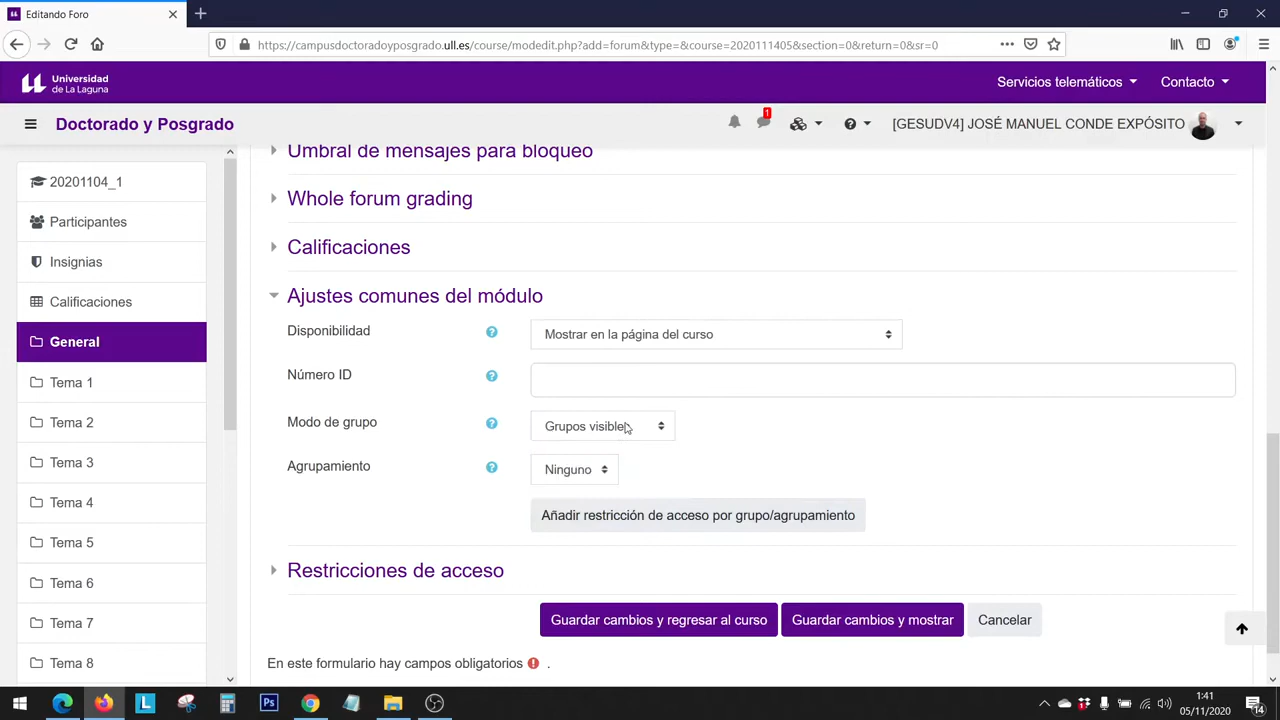 Editando Foro
https://campusdoctoradoyposgrado.ull.es/course/modedit.php?add=forum&type=&course=2020111405&section=0&return=0&sr=0
Universidad
de La Laguna
Servicios telemáticos
Contacto
Doctorado y Posgrado
1
[GESUDV4] JOSÉ MANUEL CONDE EXPÓSITO
20201104_1
Participantes
Insignias
Calificaciones
General
Tema 1
Tema 2
Tema 3
Tema 4
Tema 5
Tema 6
Tema 7
Tema 8
Umbral de mensajes para bloqueo
Whole forum grading
Calificaciones
Ajustes comunes del módulo
Disponibilidad
Mostrar en la página del curso
Número ID
Modo de grupo
Grupos visibles
Agrupamiento
Ninguno
Añadir restricción de acceso por grupo/agrupamiento
Restricciones de acceso
Guardar cambios y regresar al curso
Guardar cambios y mostrar
Cancelar
En este formulario hay campos obligatorios .
L
Ps
1:41
05/11/2020
14